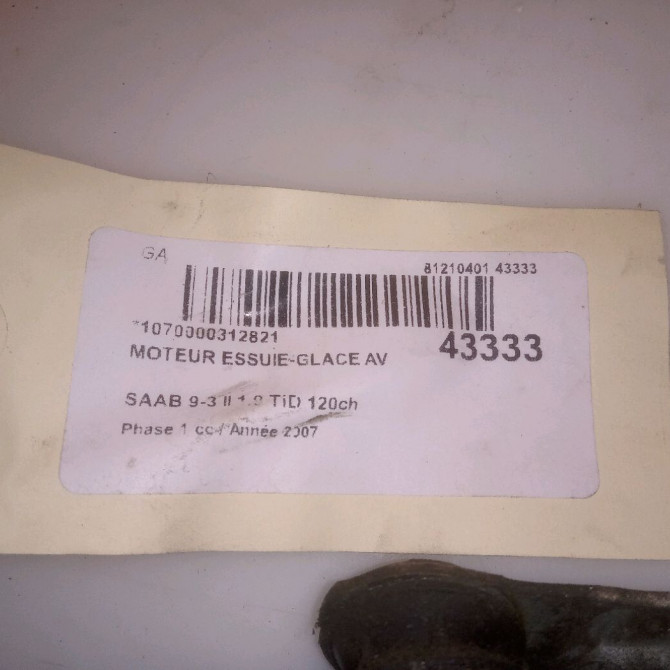 GA
81210401 43333
*1070000312821
43333
MOTEUR ESSUIE-GLACE AV
SAAB 9-3 II 1.9 TiD 120ch
Phase 1 Année 2007